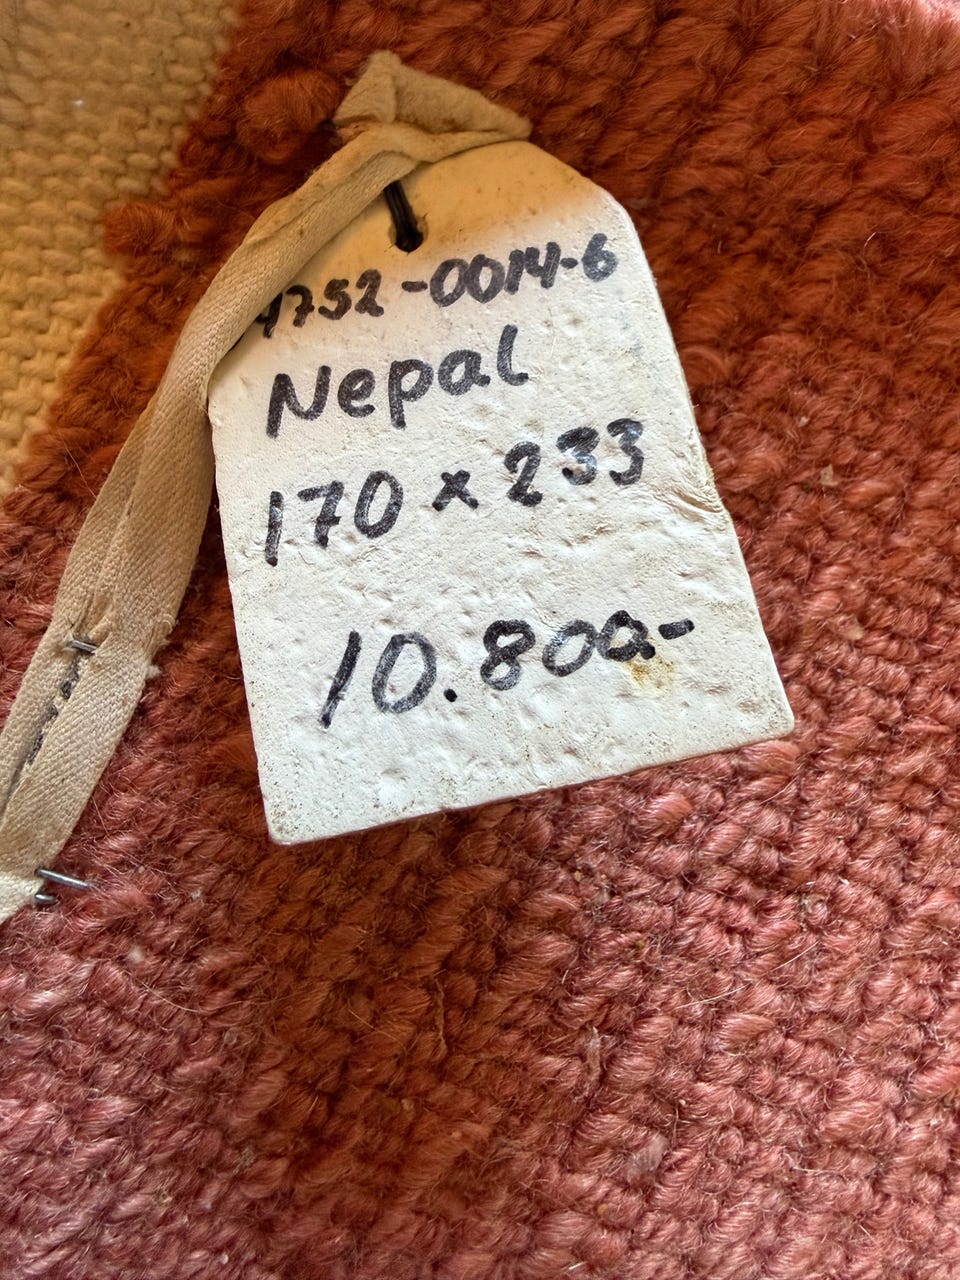 4752-0014-6
Nepal
170 x 233
10.800.-